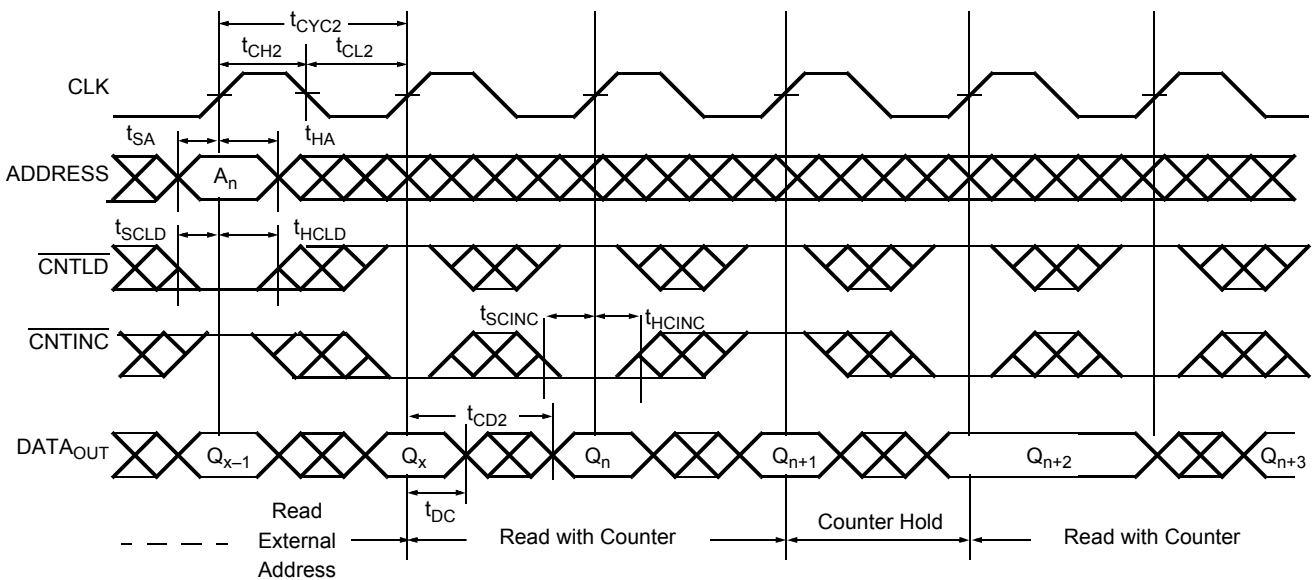 tCYC2
tCH2 tCL2
CLK
tSA tHA
ADDRESS An
tSCLD tHCLD
CNTLD
tSCINC tHCINC
CNTINC
tCD2
DATAOUT Qx–1 Qx Qn Qn+1 Qn+2 Qn+3
tDC
Read
External
Address
Read with Counter
Counter Hold
Read with Counter